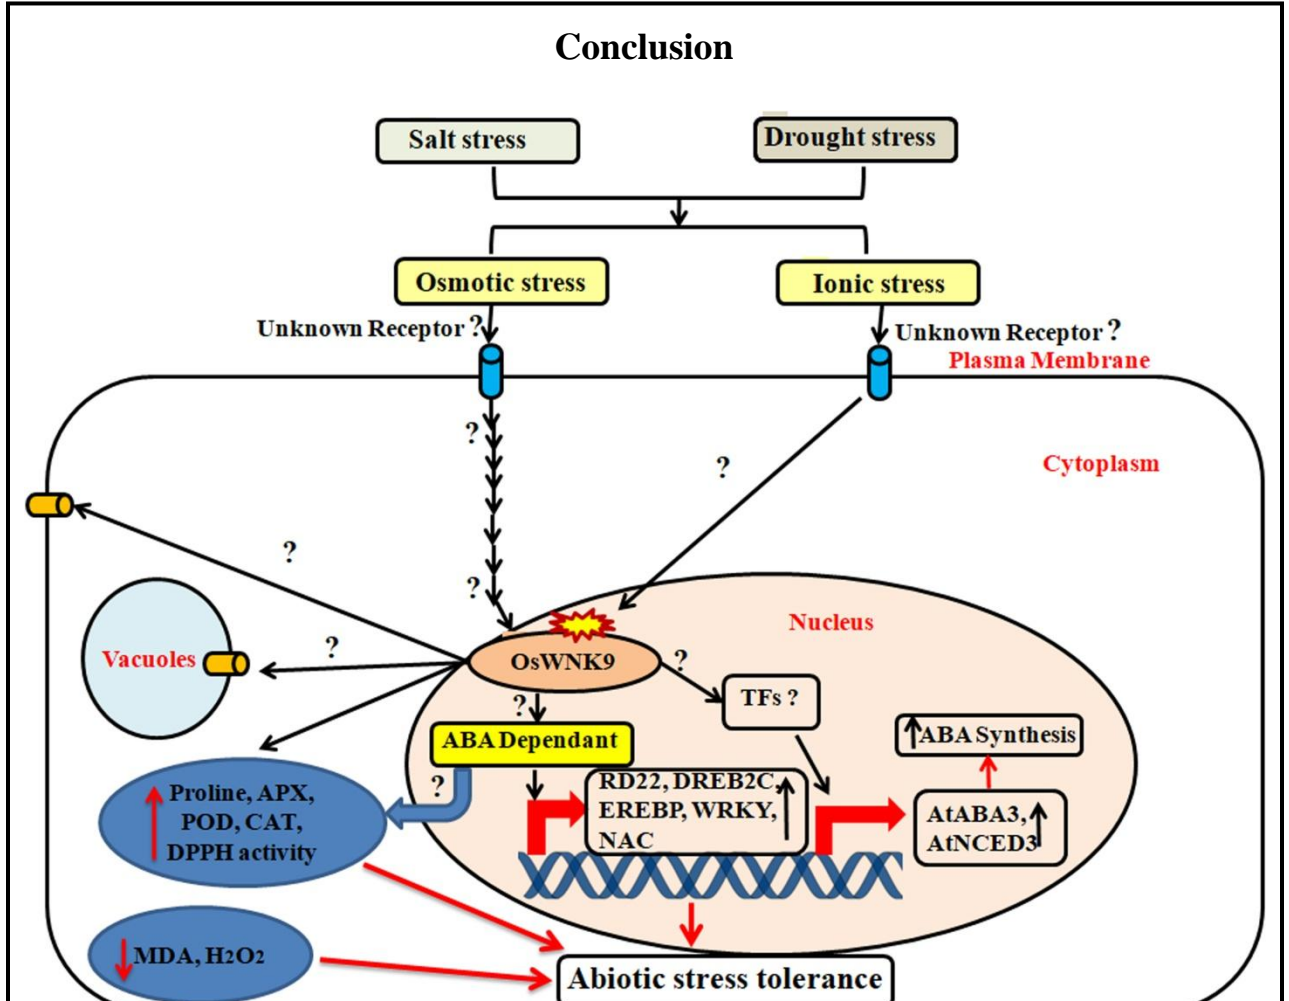 Conclusion
Salt stress
Drought stress
Osmotic stress
Ionic stress
Unknown Receptor ?
Unknown Receptor ?
Plasma Membrane
?
?
Cytoplasm
?
?
Nucleus
Vacuoles
?
OsWNK9
?
TFs ?
?
ABA Dependant
ABA Synthesis
?
Proline, APX,
POD, CAT,
DPPH activity
RD22, DREB2C,
EREBP, WRKY,
NAC
AtABA3,
AtNCED3
MDA, H2O2
Abiotic stress tolerance